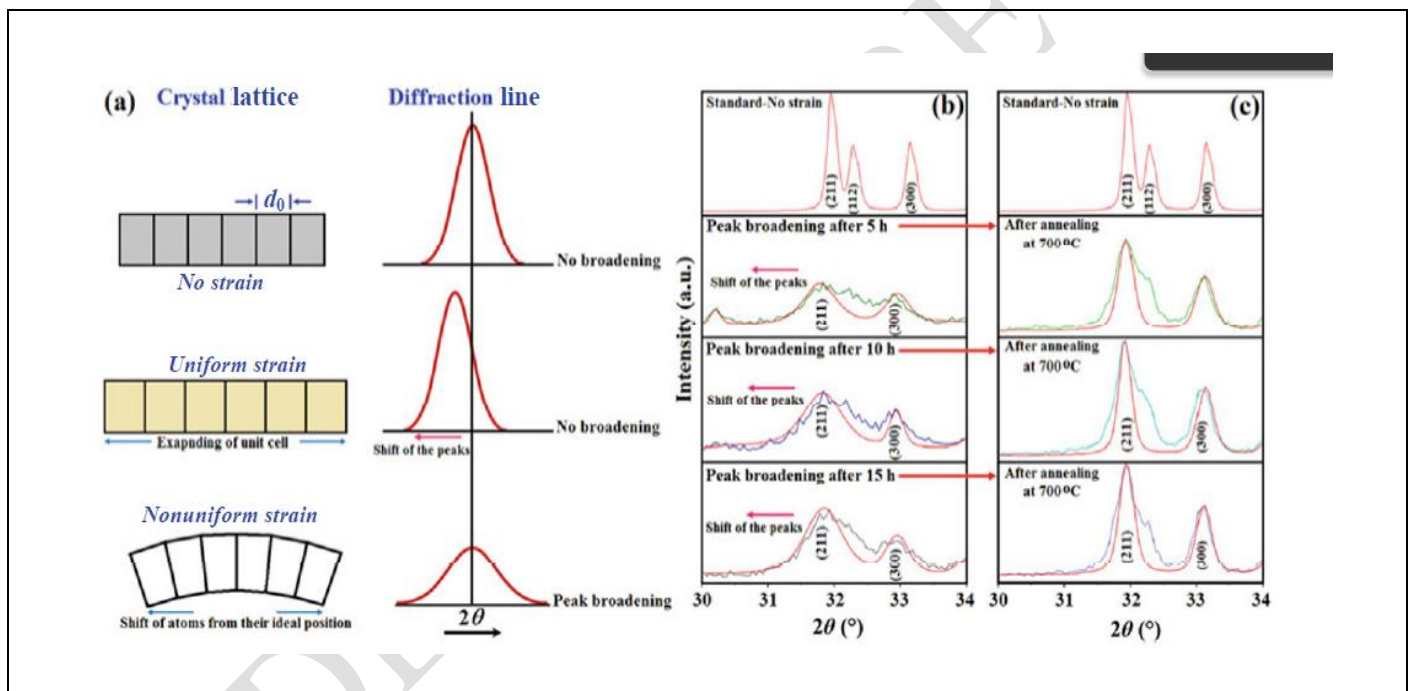 (a) Crystal lattice
Diffraction line
d₀
No strain
No broadening
Uniform strain
Exapnding of unit cell
No broadening
Shift of the peaks
Nonuniform strain
Shift of atoms from their ideal position
Peak broadening
2θ
Intensity (a.u.)
Standard-No strain
(b)
(211)
(112)
(300)
Peak broadening after 5 h
Shift of the peaks
(211)
(300)
Peak broadening after 10 h
Shift of the peaks
(211)
(300)
Peak broadening after 15 h
Shift of the peaks
(211)
(300)
30 31 32 33 34
2θ (°)
Standard-No strain
(c)
(211)
(112)
(300)
After annealing
at 700°C
After annealing
at 700°C
(211)
(300)
After annealing
at 700°C
(211)
(300)
30 31 32 33 34
2θ (°)